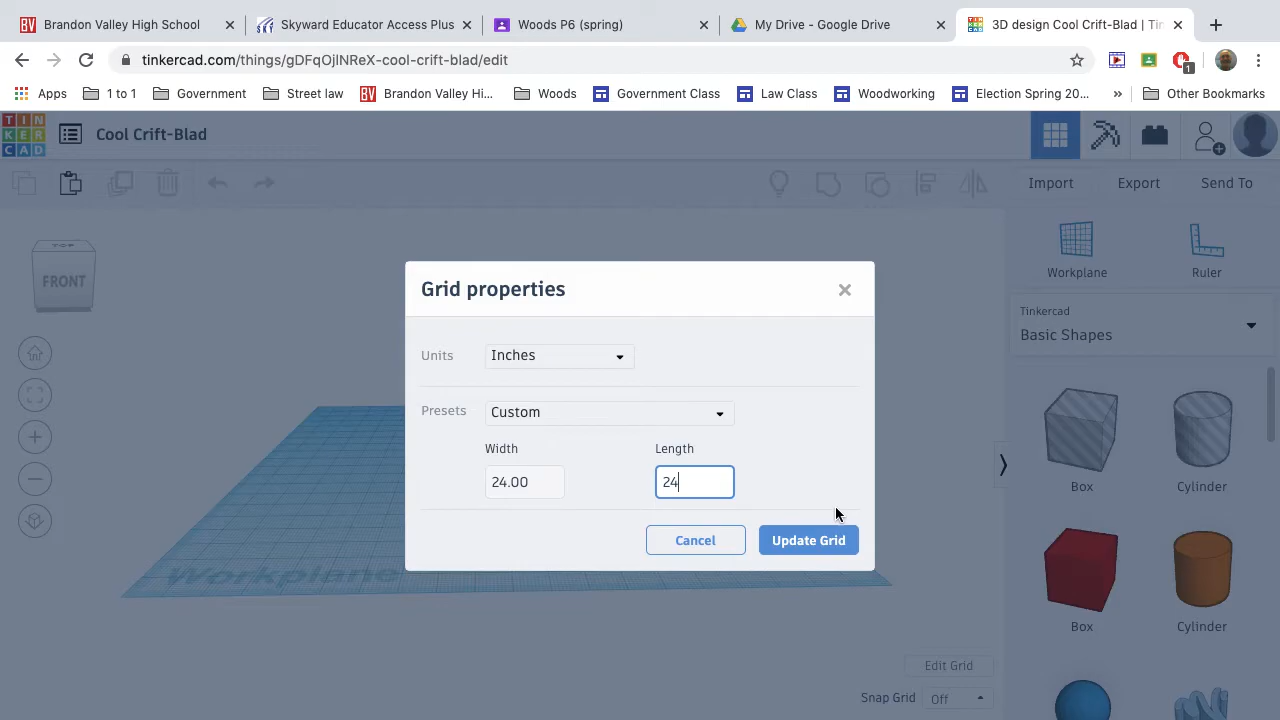 Brandon Valley High School
Skyward Educator Access Plus
Woods P6 (spring)
My Drive - Google Drive
3D design Cool Crift-Blad | Tin
tinkercad.com/things/gDFqOjlNReX-cool-crift-blad/edit
1
Apps
1 to 1
Government
Street law
BV
Brandon Valley Hi...
Woods
Government Class
Law Class
Woodworking
Election Spring 20...
»
Other Bookmarks
TIN
KER
CAD
Cool Crift-Blad
Import
Export
Send To
TOP
FRONT
Workplane
Ruler
Tinkercad
Basic Shapes
Grid properties
Units
Inches
Presets
Custom
Width
Length
24.00
24
Cancel
Update Grid
Workplane
Box
Cylinder
Box
Cylinder
Edit Grid
Snap Grid
Off